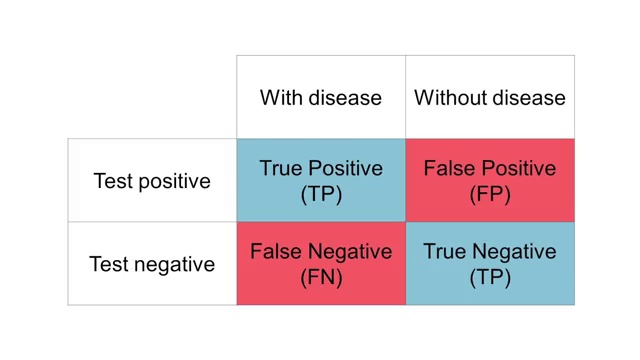 With disease
Without disease
Test positive
True Positive
(TP)
False Positive
(FP)
Test negative
False Negative
(FN)
True Negative
(TP)